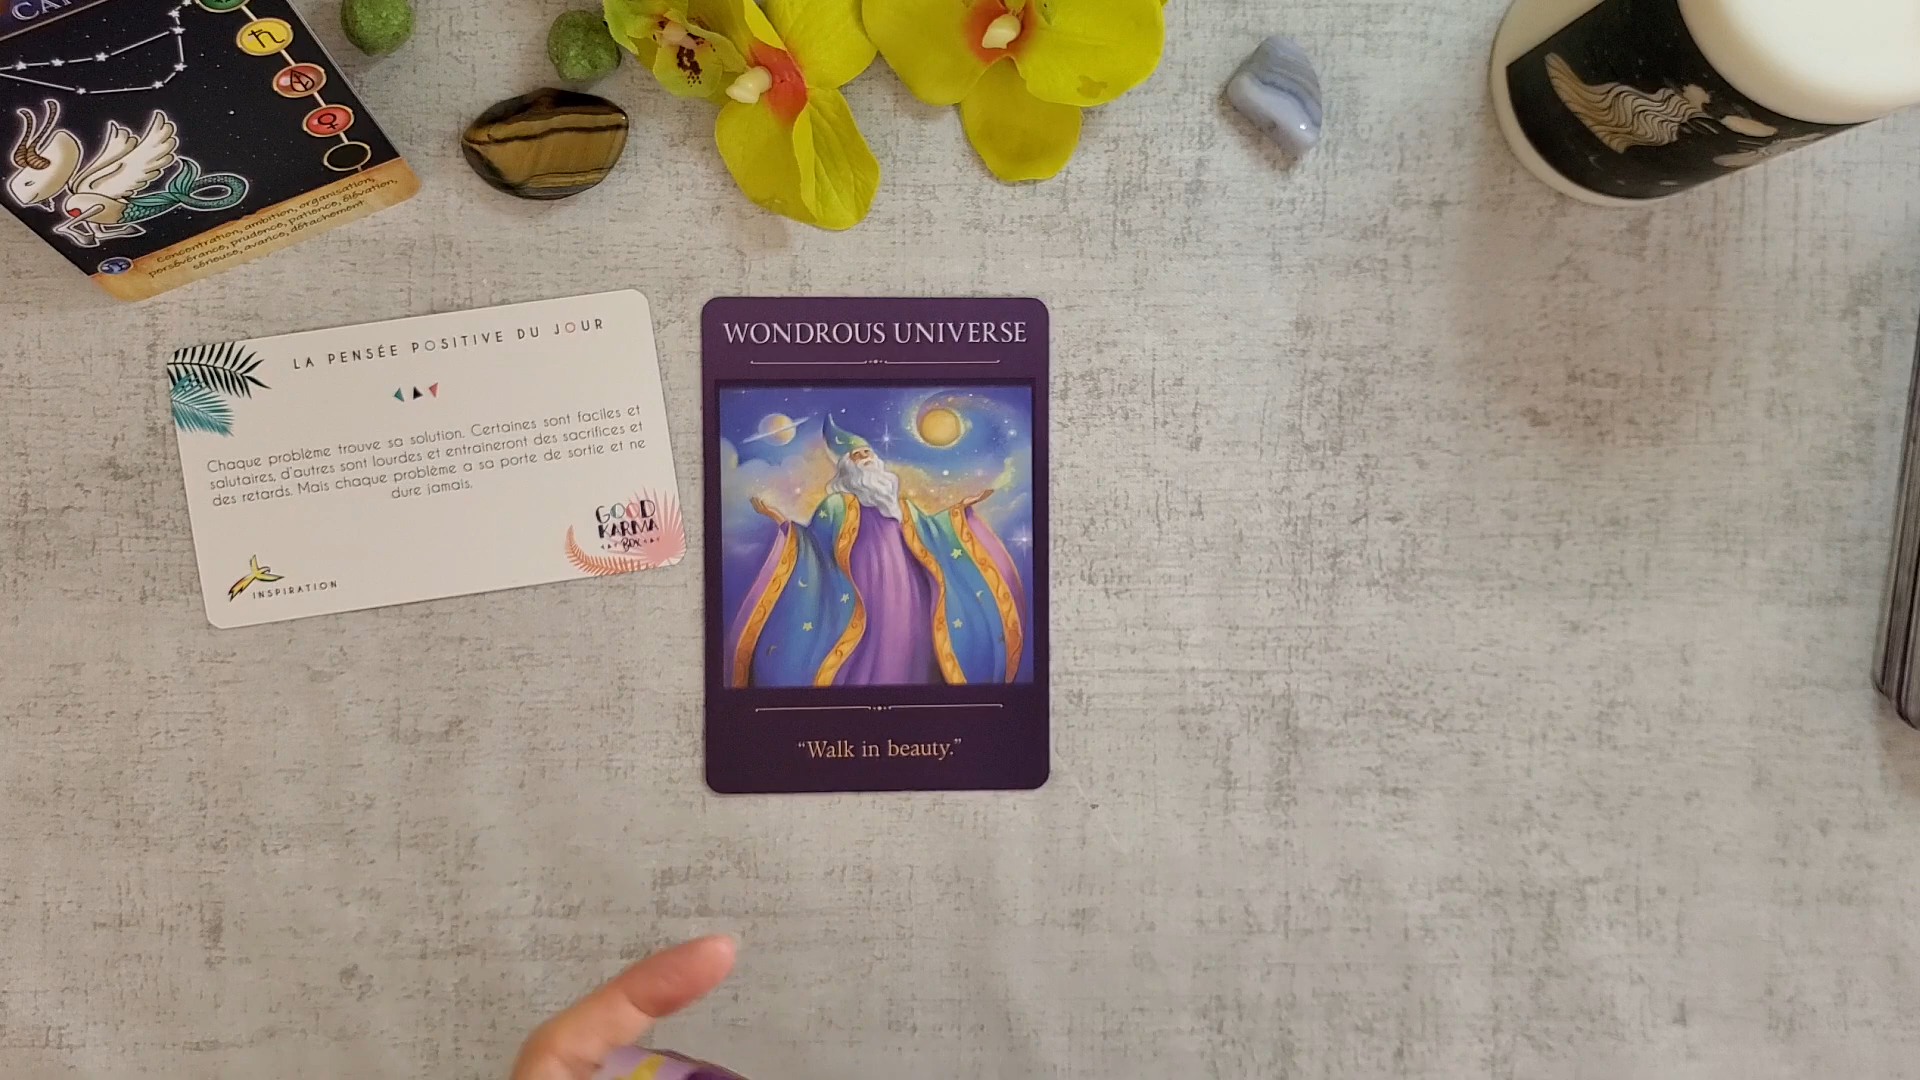 Concentration, ambition, organisation,
persévérance, prudence, patience, élévation,
sérieuse, avarice, détachement
LA PENSÉE POSITIVE DU JOUR
Chaque problème trouve sa solution. Certaines sont faciles et
salutaires, d'autres sont lourdes et entraineront des sacrifices et
des retards. Mais chaque problème a sa porte de sortie et ne
dure jamais.
GOOD
KARMA
BOX
INSPIRATION
WONDROUS UNIVERSE
“Walk in beauty.”